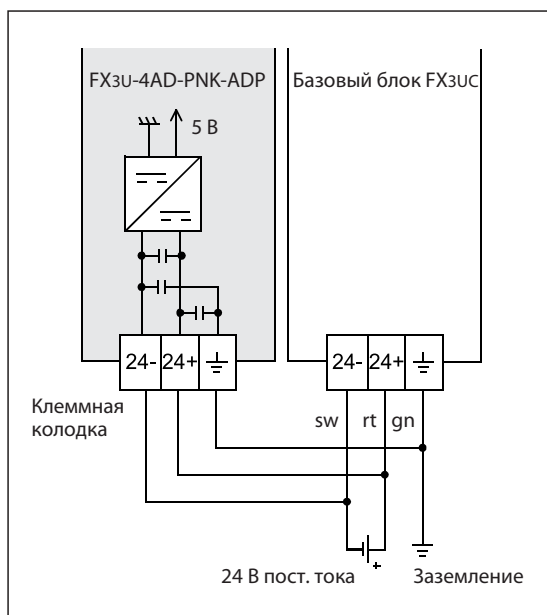 FX3U-4AD-PNK-ADP
Базовый блок FX3UC
5 В
24- 24+
24- 24+
Клеммная
колодка
sw rt gn
+
24 В пост. тока
Заземление